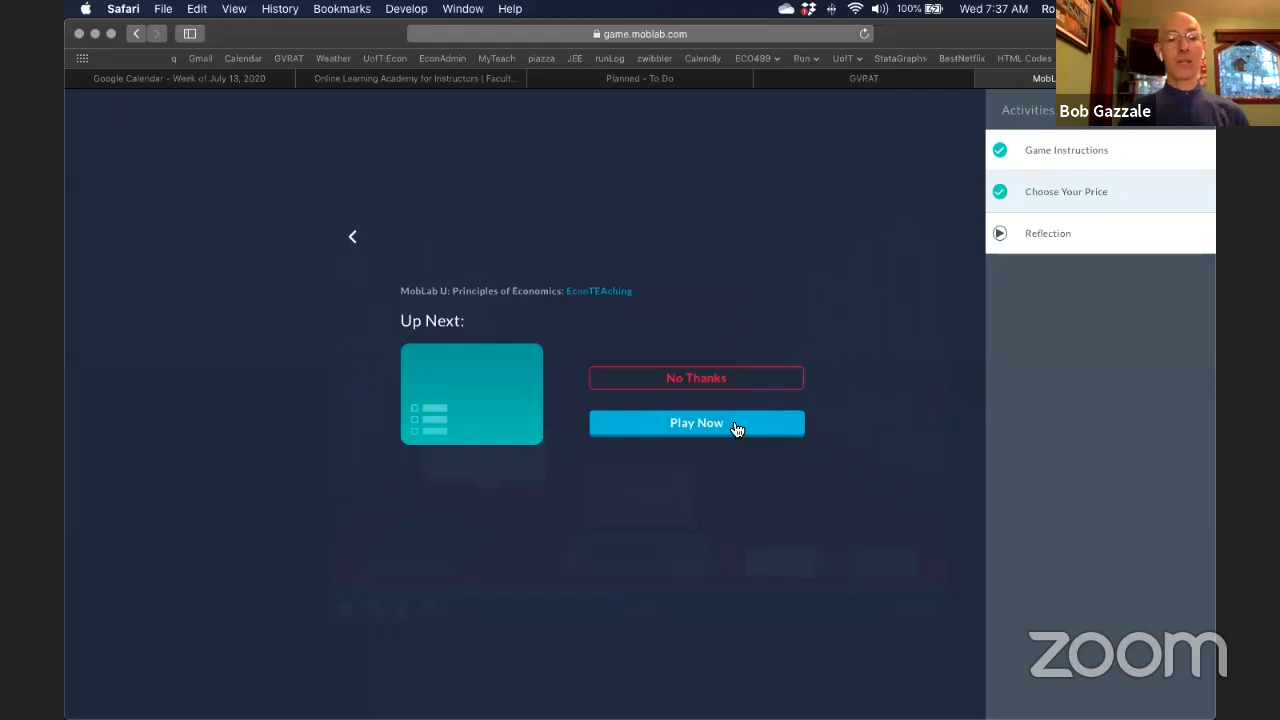 Safari File Edit View History Bookmarks Develop Window Help 100% Wed 7:37 AM Ro
game.moblab.com
q Gmail Calendar GVRAT Weather UofT:Econ EconAdmin MyTeach piazza JEE runLog zwibbler Calendly ECO499 Run UofT StataGraphs BestNetflix HTML Codes
Google Calendar - Week of July 13, 2020 Online Learning Academy for Instructors | Facult... Planned - To Do GVRAT MobL
Bob Gazzale
Activities
Game Instructions
Choose Your Price
Reflection
MobLab U: Principles of Economics: EconTEAching
Up Next:
No Thanks
Play Now
zoom